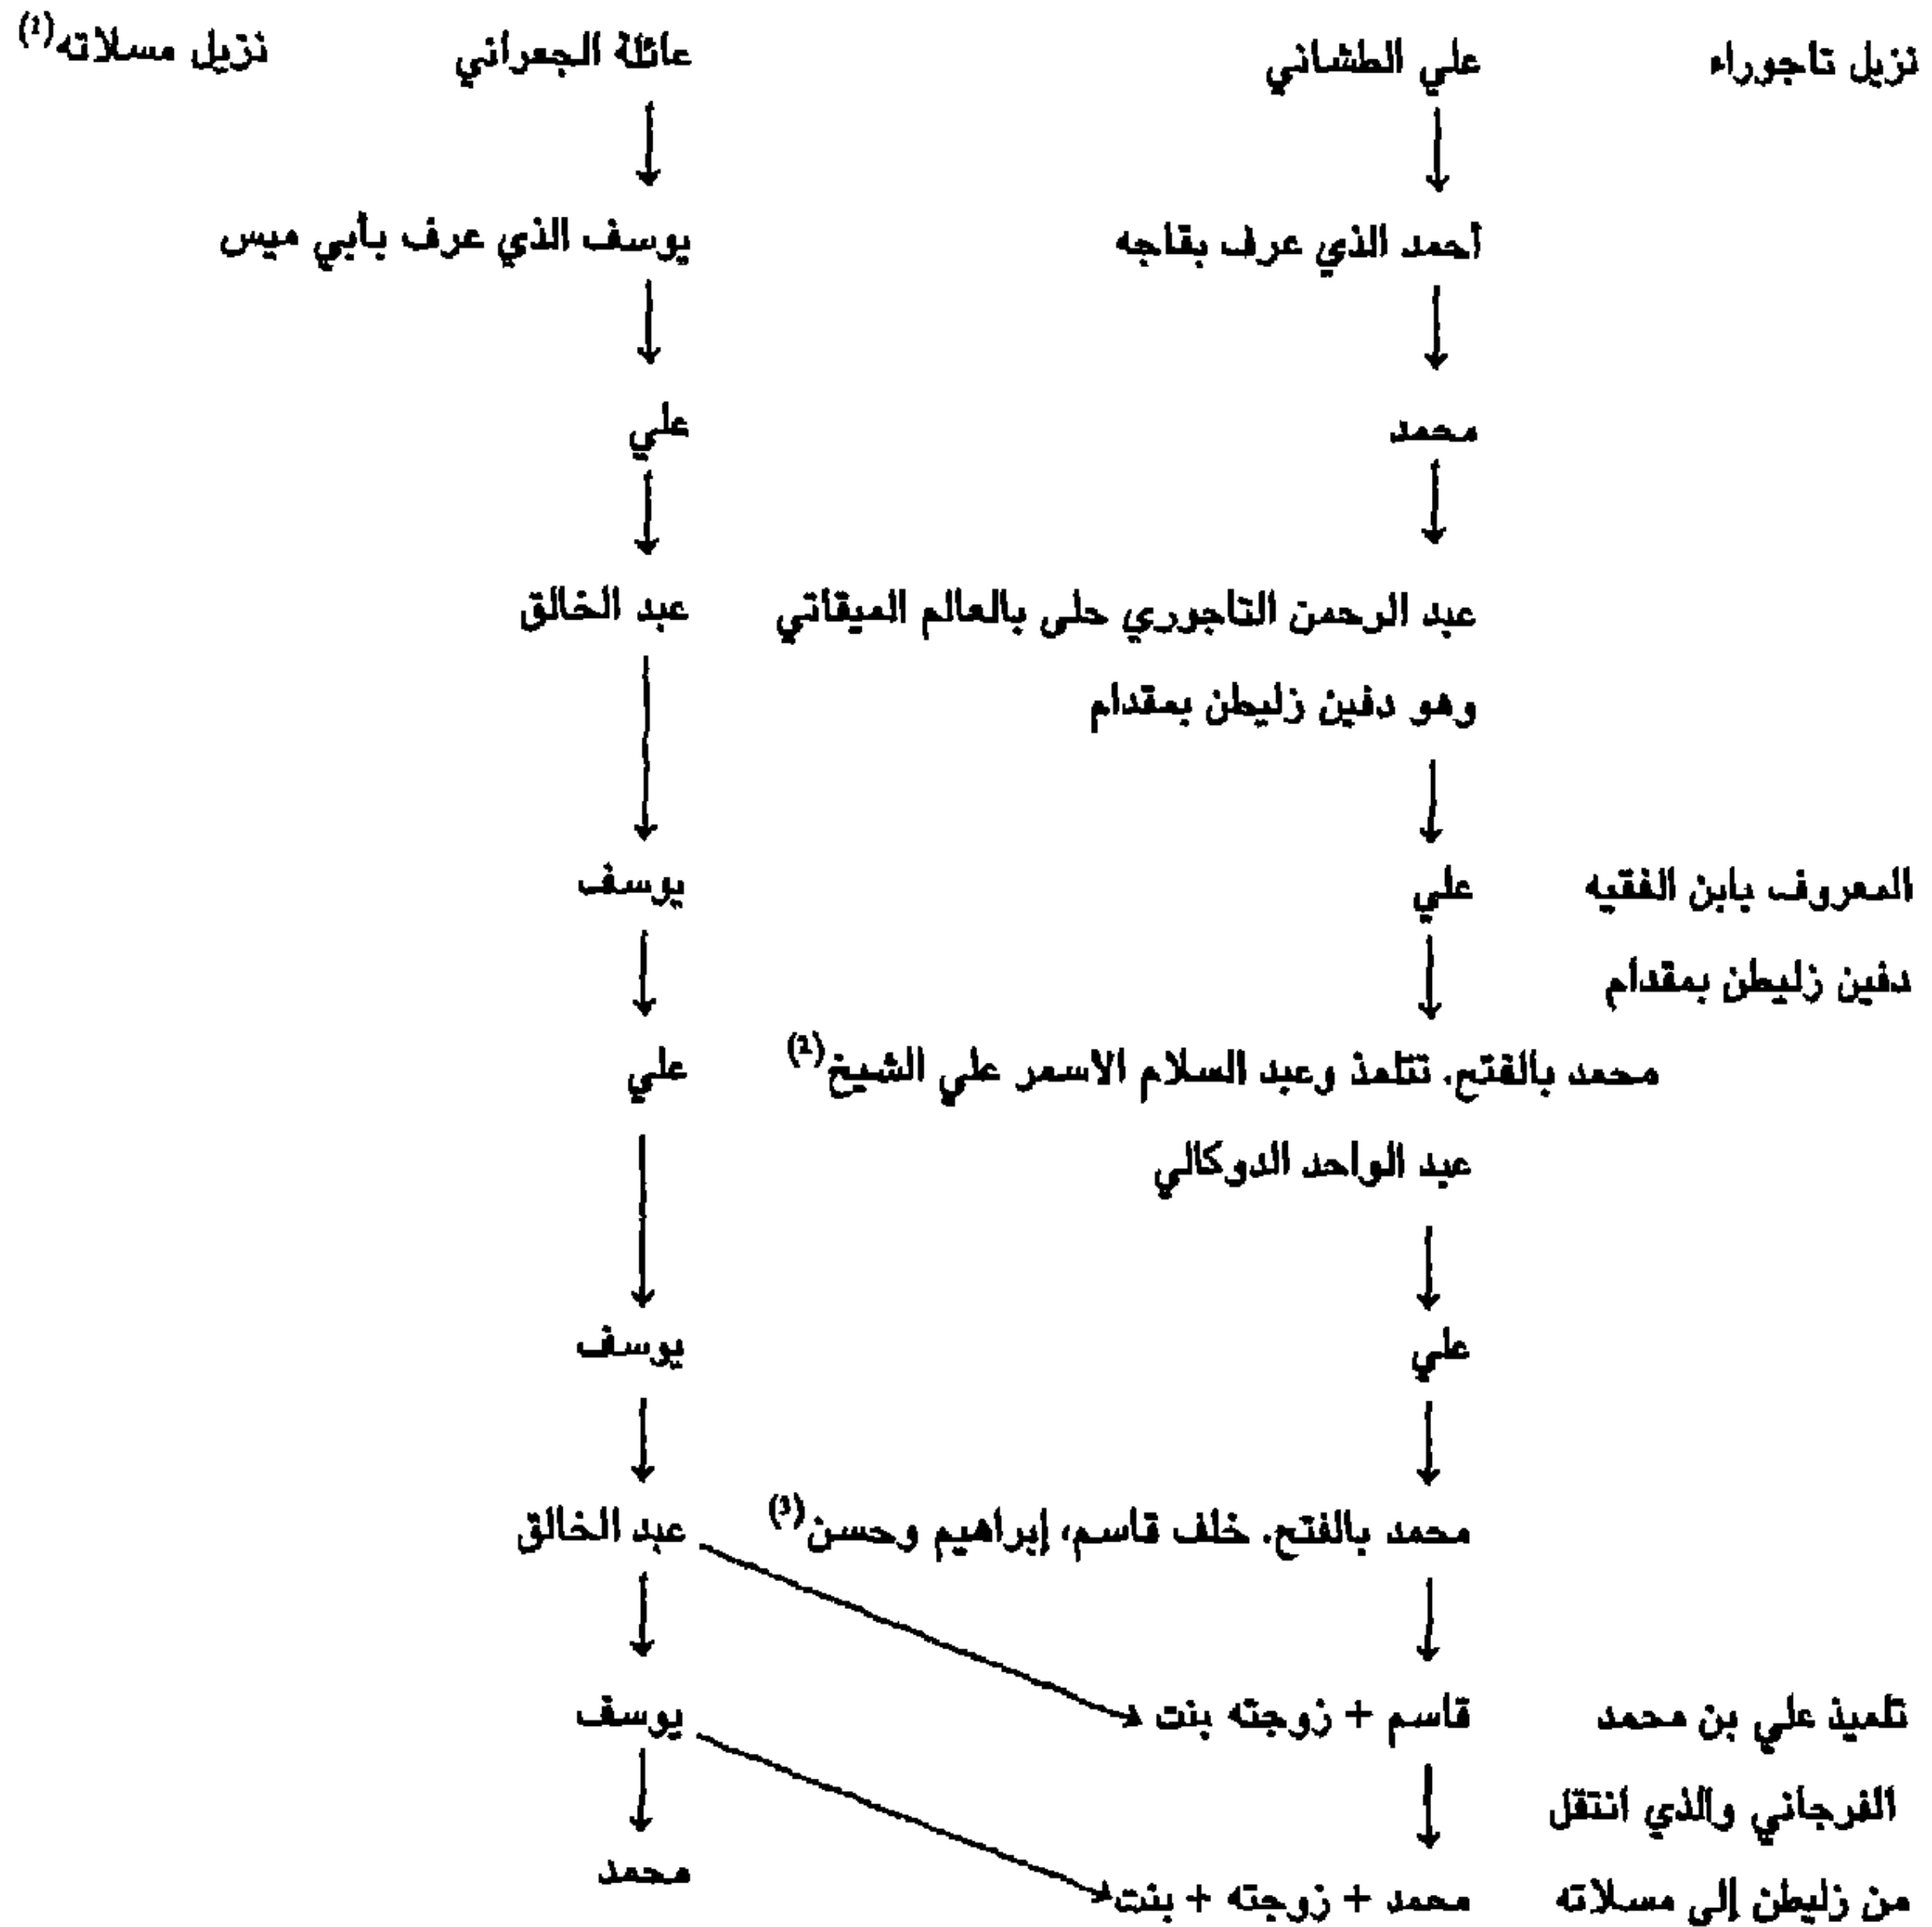 نزيل تاجوراء علي الطشاني عائلة الجعراني نزيل مسلاته(1)
أحمد الذي عرف بقاجه يوسف الذي عرف بأبي ميس
محمد علي
عبد الرحمن التاجوري حلى بالعالم الميقاتي عبد الخالق
وهو دفين زليطن بمقدام
المعروف بابن الفقيه علي يوسف
دفين زليطن بمقدام
محمد بالفتح. تتلمذ وعبد السلام الاسمر علي الشيخ(2) علي
عبد الواحد الدوكالي
علي يوسف
محمد بالفتح. خلف قاسم، إبراهيم وحسن(3) عبد الخالق
تلميذ علي بن محمد قاسم + زوجته بنت يوسف
الفرجاني والذي انتقل
من زليطن إلى مسلاته محمد + زوجته + بنت محمد